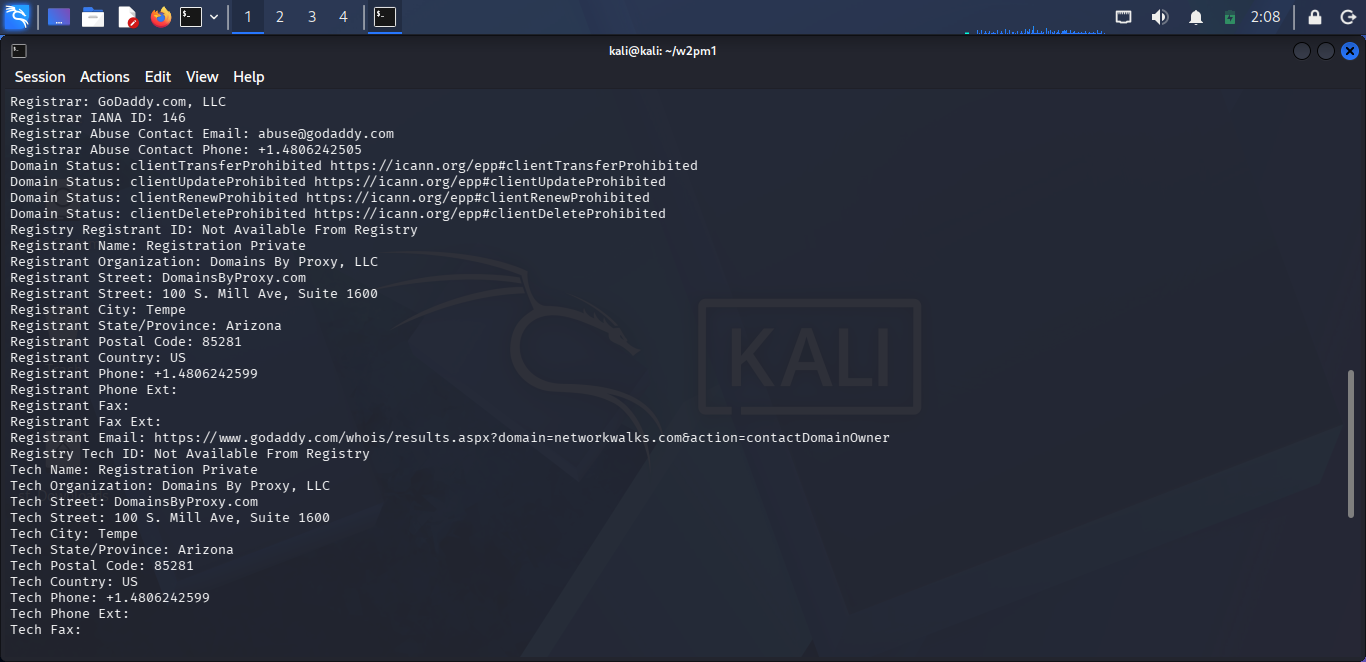 1 2 3 4 2:08
kali@kali: ~/w2pm1
Session Actions Edit View Help
Registrar: GoDaddy.com, LLC
Registrar IANA ID: 146
Registrar Abuse Contact Email: abuse@godaddy.com
Registrar Abuse Contact Phone: +1.4806242505
Domain Status: clientTransferProhibited https://icann.org/epp#clientTransferProhibited
Domain Status: clientUpdateProhibited https://icann.org/epp#clientUpdateProhibited
Domain Status: clientRenewProhibited https://icann.org/epp#clientRenewProhibited
Domain Status: clientDeleteProhibited https://icann.org/epp#clientDeleteProhibited
Registry Registrant ID: Not Available From Registry
Registrant Name: Registration Private
Registrant Organization: Domains By Proxy, LLC
Registrant Street: DomainsByProxy.com
Registrant Street: 100 S. Mill Ave, Suite 1600
Registrant City: Tempe
Registrant State/Province: Arizona
Registrant Postal Code: 85281
Registrant Country: US
Registrant Phone: +1.4806242599
Registrant Phone Ext:
Registrant Fax:
Registrant Fax Ext:
Registrant Email: https://www.godaddy.com/whois/results.aspx?domain=networkwalks.com&action=contactDomainOwner
Registry Tech ID: Not Available From Registry
Tech Name: Registration Private
Tech Organization: Domains By Proxy, LLC
Tech Street: DomainsByProxy.com
Tech Street: 100 S. Mill Ave, Suite 1600
Tech City: Tempe
Tech State/Province: Arizona
Tech Postal Code: 85281
Tech Country: US
Tech Phone: +1.4806242599
Tech Phone Ext:
Tech Fax:
KALI